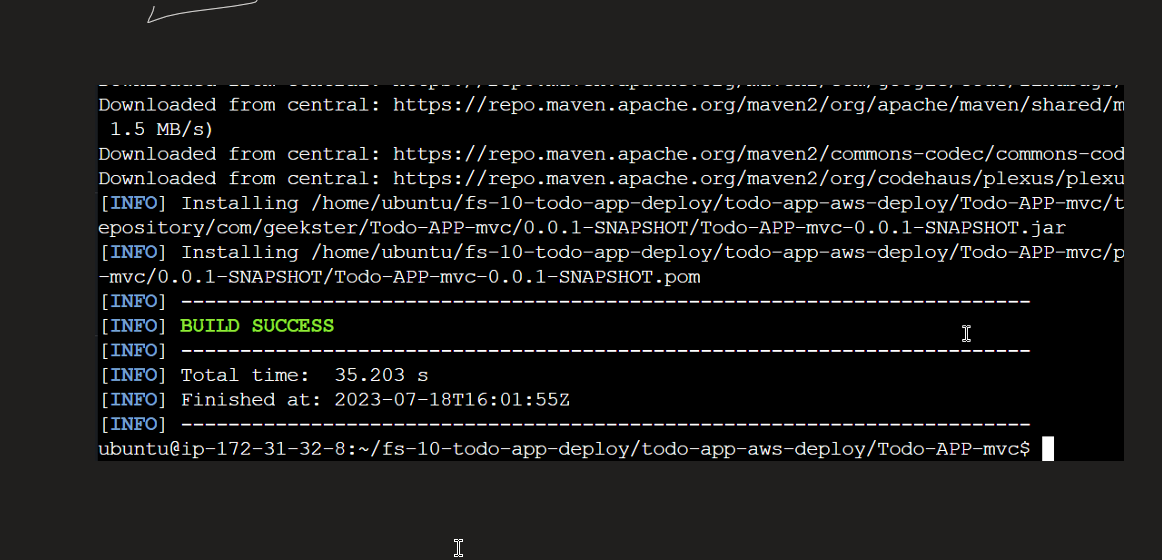 Downloaded from central: https://repo.maven.apache.org/maven2/org/apache/maven/shared/m
1.5 MB/s)
Downloaded from central: https://repo.maven.apache.org/maven2/commons-codec/commons-cod
Downloaded from central: https://repo.maven.apache.org/maven2/org/codehaus/plexus/plexu
[INFO] Installing /home/ubuntu/fs-10-todo-app-deploy/todo-app-aws-deploy/Todo-APP-mvc/t
epository/com/geekster/Todo-APP-mvc/0.0.1-SNAPSHOT/Todo-APP-mvc-0.0.1-SNAPSHOT.jar
[INFO] Installing /home/ubuntu/fs-10-todo-app-deploy/todo-app-aws-deploy/Todo-APP-mvc/p
-mvc/0.0.1-SNAPSHOT/Todo-APP-mvc-0.0.1-SNAPSHOT.pom
[INFO] ------------------------------------------------------------------------
[INFO] BUILD SUCCESS
[INFO] ------------------------------------------------------------------------
[INFO] Total time:  35.203 s
[INFO] Finished at: 2023-07-18T16:01:55Z
[INFO] ------------------------------------------------------------------------
ubuntu@ip-172-31-32-8:~/fs-10-todo-app-deploy/todo-app-aws-deploy/Todo-APP-mvc$